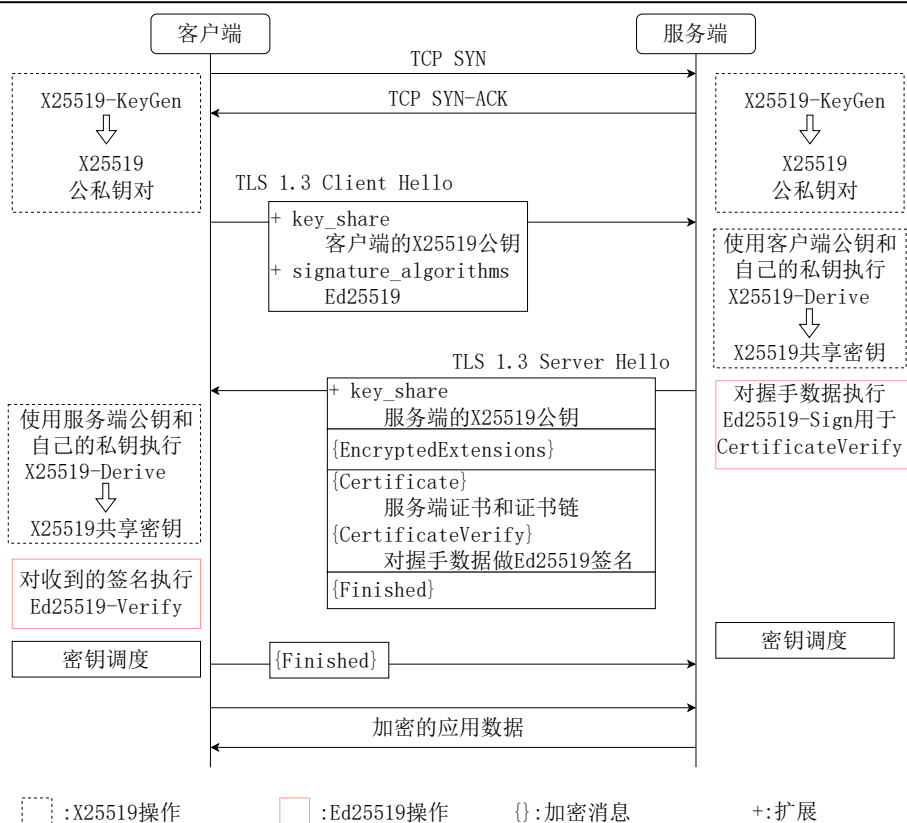 客户端
服务端
TCP SYN
TCP SYN-ACK
X25519-KeyGen
X25519
公私钥对
X25519-KeyGen
X25519
公私钥对
TLS 1.3 Client Hello
+ key_share
客户端的X25519公钥
+ signature_algorithms
Ed25519
使用客户端公钥和
自己的私钥执行
X25519-Derive
X25519共享密钥
TLS 1.3 Server Hello
+ key_share
服务端的X25519公钥
{EncryptedExtensions}
{Certificate}
服务端证书和证书链
{CertificateVerify}
对握手数据做Ed25519签名
{Finished}
对握手数据执行
Ed25519-Sign用于
CertificateVerify
使用服务端公钥和
自己的私钥执行
X25519-Derive
X25519共享密钥
对收到的签名执行
Ed25519-Verify
密钥调度
{Finished}
密钥调度
加密的应用数据
:X25519操作
:Ed25519操作
{}:加密消息
+:扩展